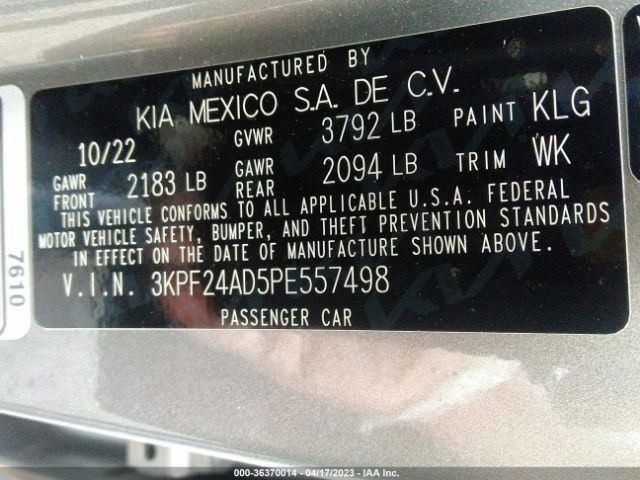 MANUFACTURED BY
KIA MEXICO S.A. DE C.V.
10/22 GVWR 3792 LB PAINT KLG
GAWR FRONT 2183 LB GAWR REAR 2094 LB TRIM WK
THIS VEHICLE CONFORMS TO ALL APPLICABLE U.S.A. FEDERAL
MOTOR VEHICLE SAFETY, BUMPER, AND THEFT PREVENTION STANDARDS
IN EFFECT ON THE DATE OF MANUFACTURE SHOWN ABOVE.
V.I.N. 3KPF24AD5PE557498
PASSENGER CAR
7610
000-36370014 - 04/17/2023 - IAA Inc.